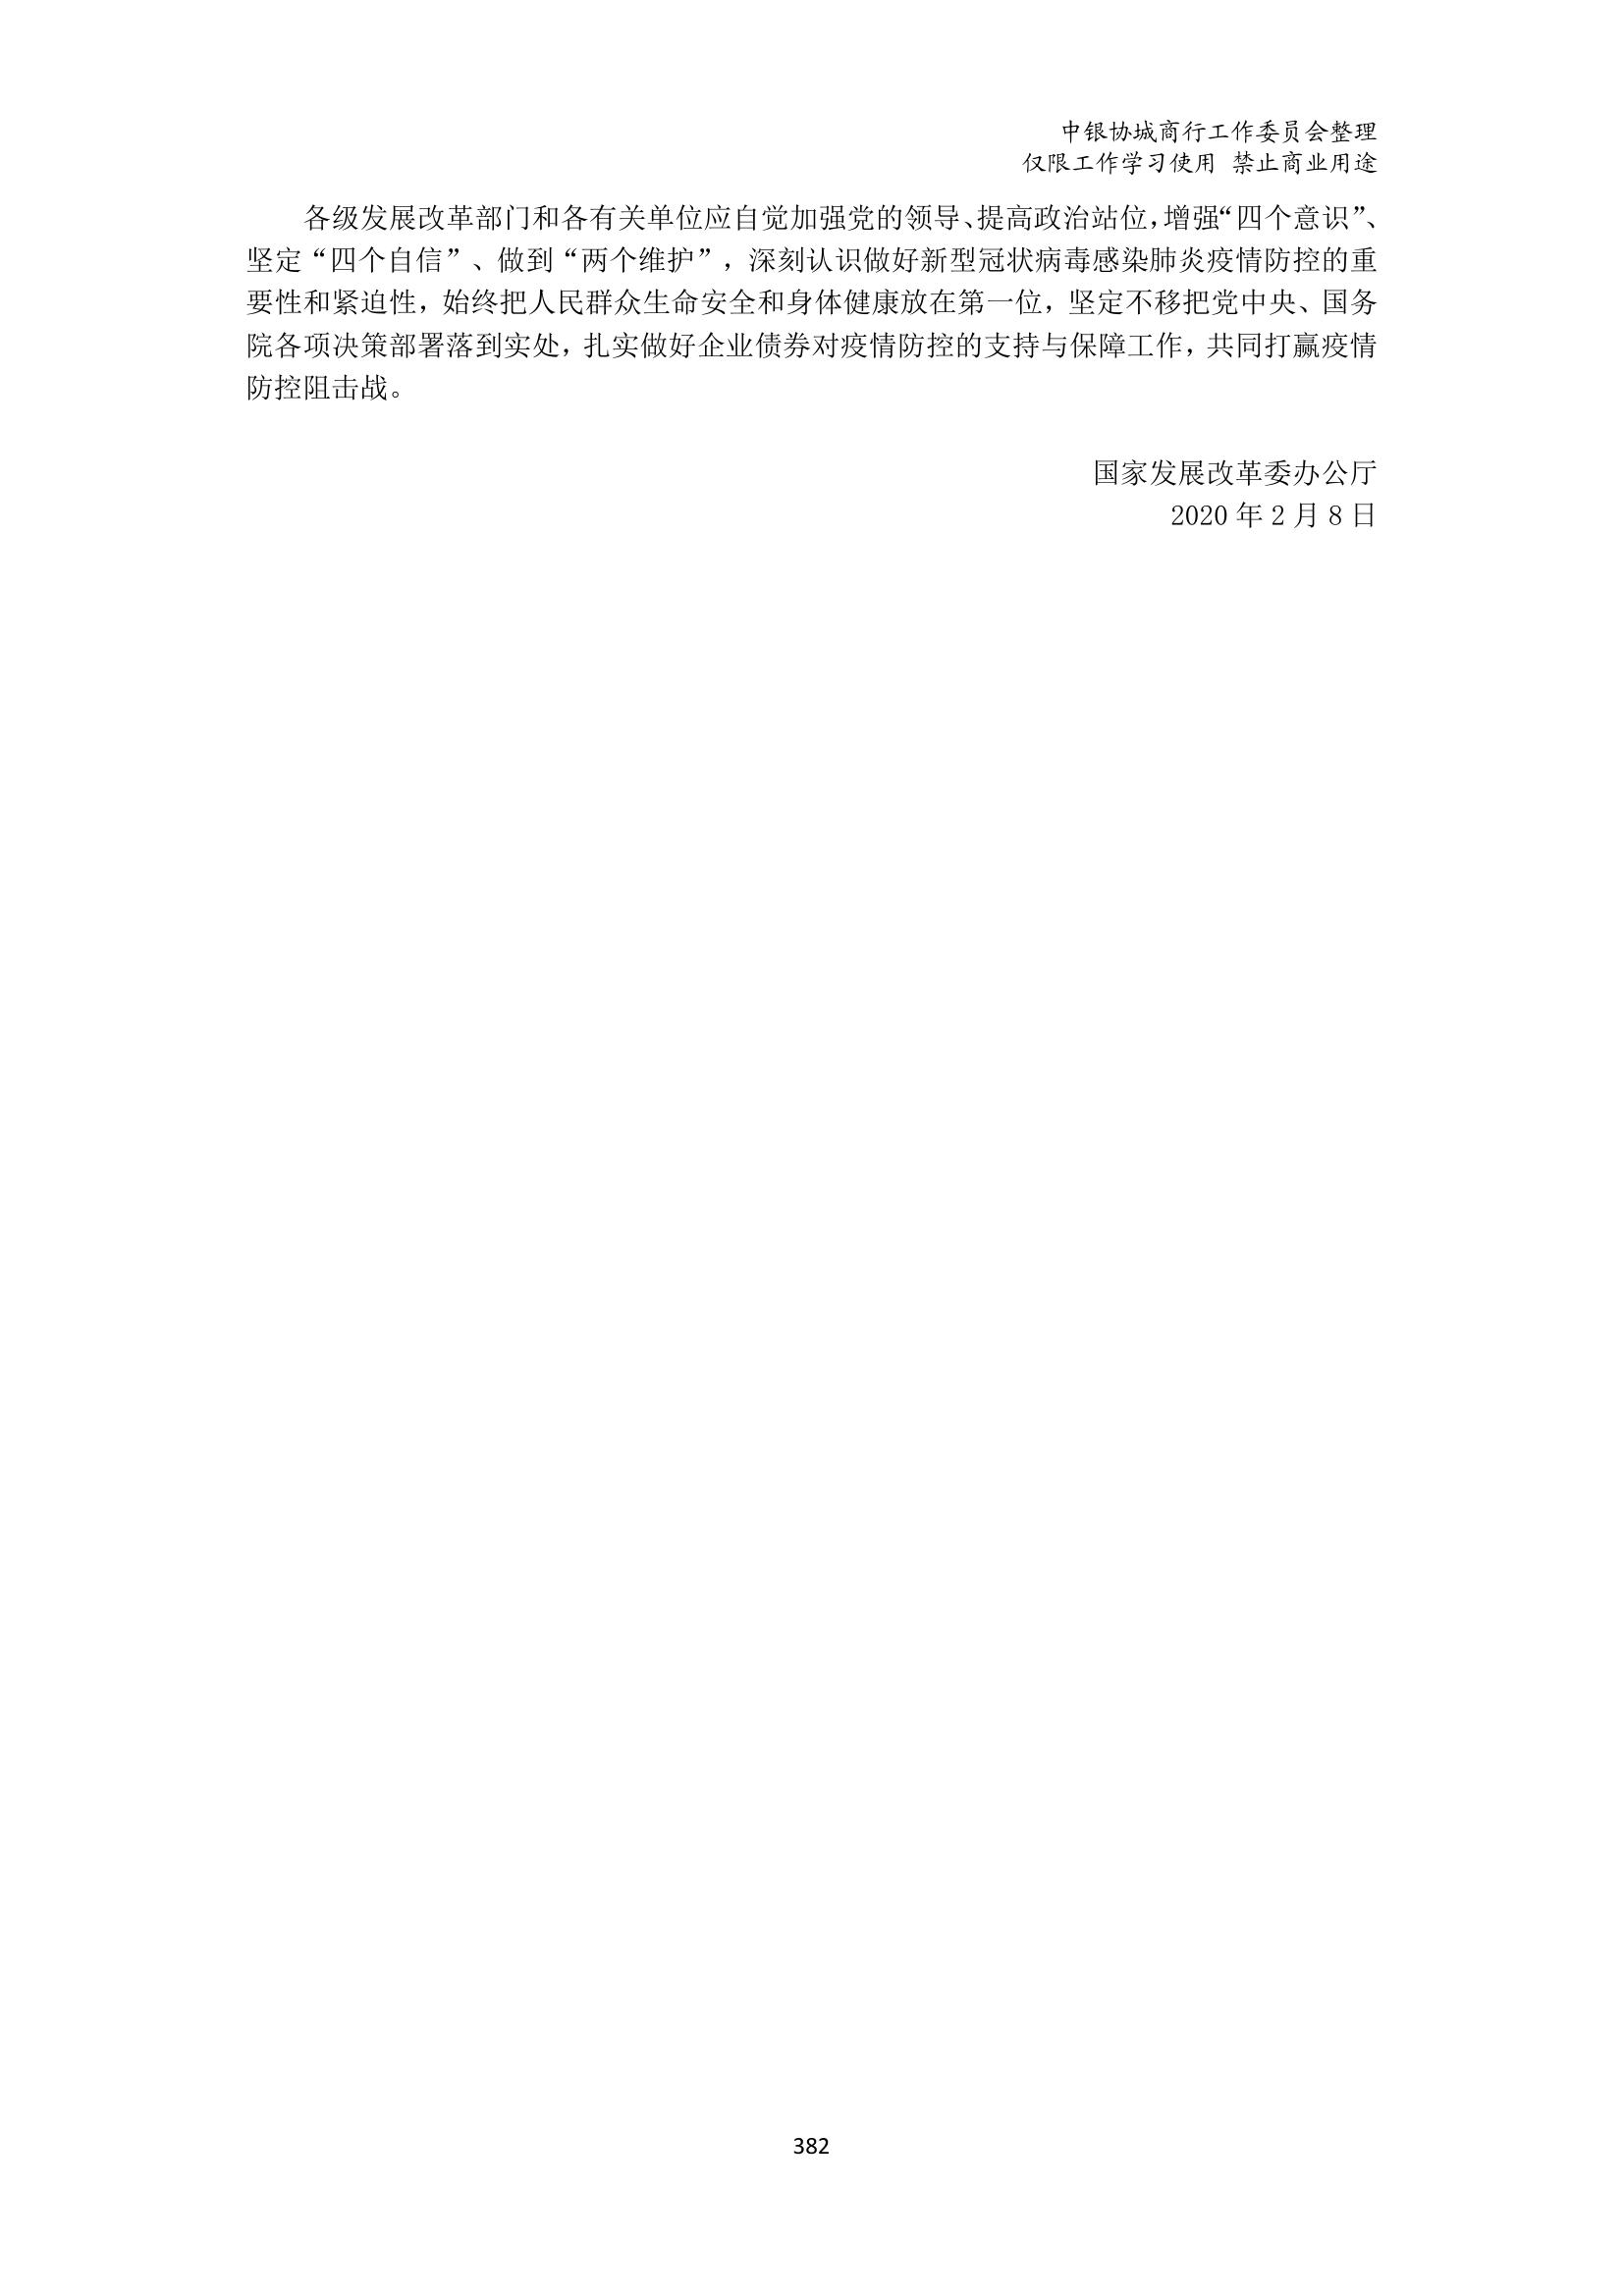 中银协城商行工作委员会整理
仅限工作学习使用 禁止商业用途
各级发展改革部门和各有关单位应自觉加强党的领导、提高政治站位，增强“四个意识”、
坚定“四个自信”、做到“两个维护”，深刻认识做好新型冠状病毒感染肺炎疫情防控的重
要性和紧迫性，始终把人民群众生命安全和身体健康放在第一位，坚定不移把党中央、国务
院各项决策部署落到实处，扎实做好企业债券对疫情防控的支持与保障工作，共同打赢疫情
防控阻击战。
国家发展改革委办公厅
2020 年 2 月 8 日
382